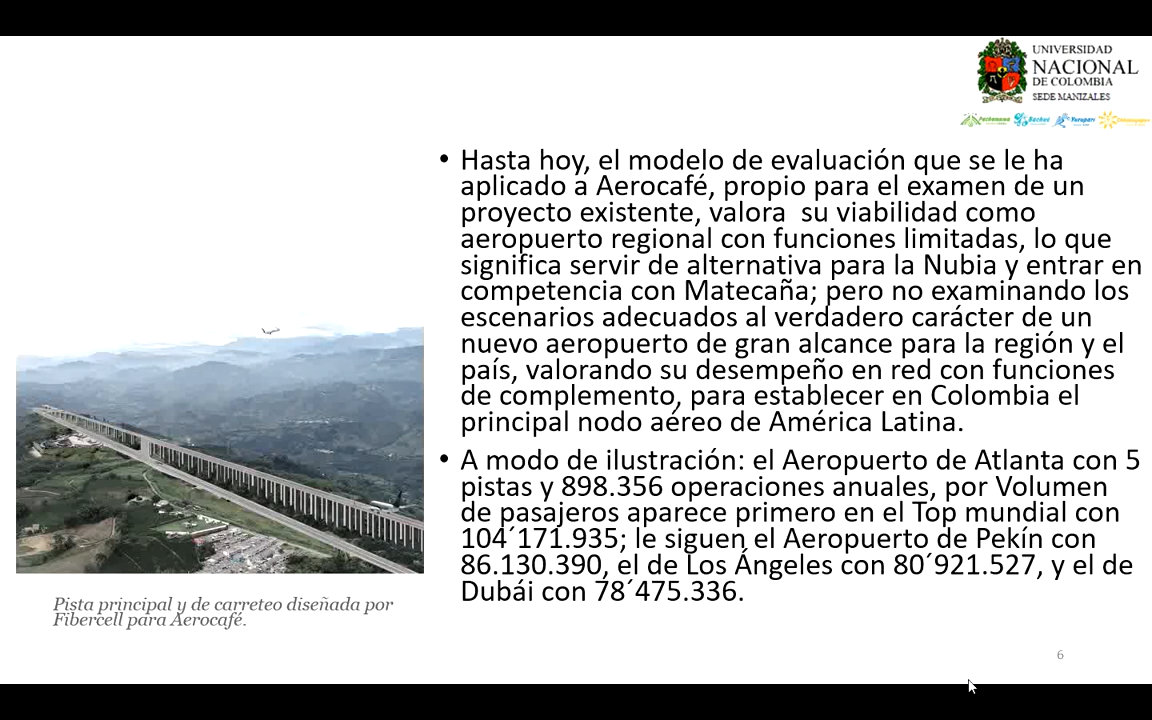 UNIVERSIDAD
NACIONAL
DE COLOMBIA
SEDE MANIZALES
• Hasta hoy, el modelo de evaluación que se le ha
aplicado a Aerocafé, propio para el examen de un
proyecto existente, valora  su viabilidad como
aeropuerto regional con funciones limitadas, lo que
significa servir de alternativa para la Nubia y entrar en
competencia con Matecaña; pero no examinando los
escenarios adecuados al verdadero carácter de un
nuevo aeropuerto de gran alcance para la región y el
país, valorando su desempeño en red con funciones
de complemento, para establecer en Colombia el
principal nodo aéreo de América Latina.
• A modo de ilustración: el Aeropuerto de Atlanta con 5
pistas y 898.356 operaciones anuales, por Volumen
de pasajeros aparece primero en el Top mundial con
104´171.935; le siguen el Aeropuerto de Pekín con
86.130.390, el de Los Ángeles con 80´921.527, y el de
Dubái con 78´475.336.
Pista principal y de carreteo diseñada por
Fibercell para Aerocafé.
6